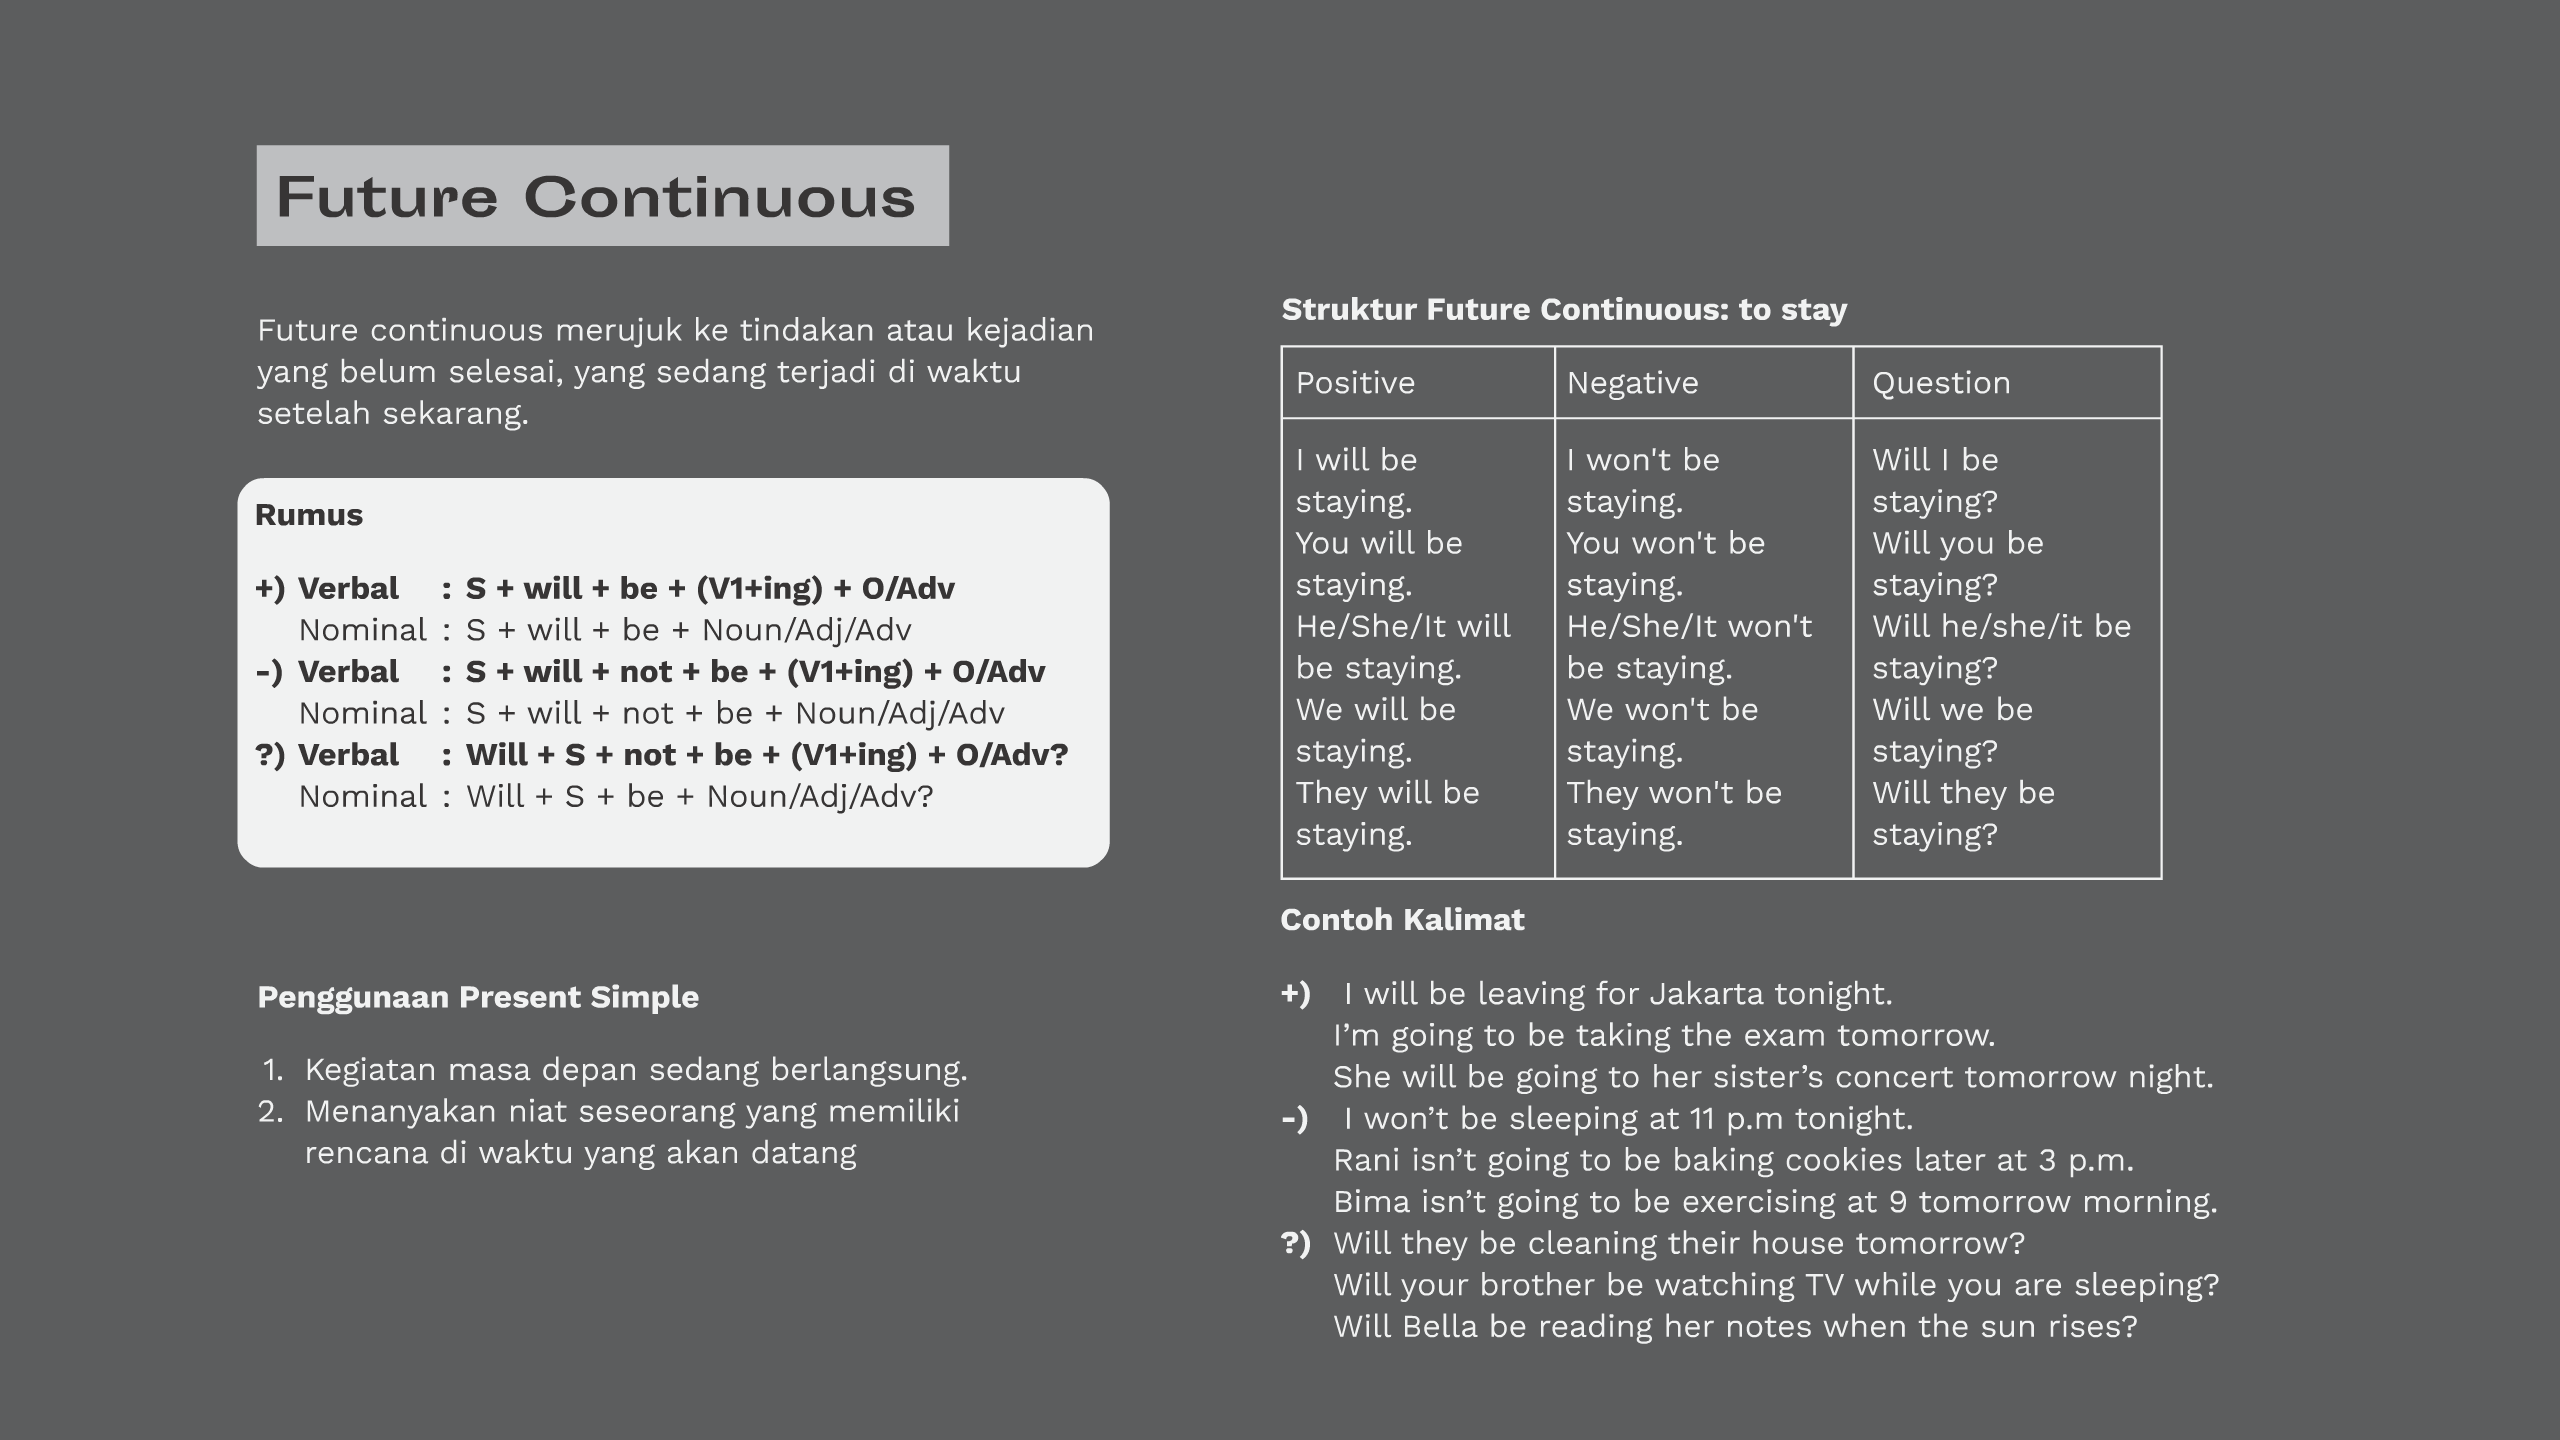 Future Continuous
Future continuous merujuk ke tindakan atau kejadian
yang belum selesai, yang sedang terjadi di waktu
setelah sekarang.
Rumus
+) Verbal : S + will + be + (V1+ing) + O/Adv
Nominal : S + will + be + Noun/Adj/Adv
-) Verbal : S + will + not + be + (V1+ing) + O/Adv
Nominal : S + will + not + be + Noun/Adj/Adv
?) Verbal : Will + S + not + be + (V1+ing) + O/Adv?
Nominal : Will + S + be + Noun/Adj/Adv?
Penggunaan Present Simple
1. Kegiatan masa depan sedang berlangsung.
2. Menanyakan niat seseorang yang memiliki
rencana di waktu yang akan datang
Struktur Future Continuous: to stay
Positive
Negative
Question
I will be
staying.
You will be
staying.
He/She/It will
be staying.
We will be
staying.
They will be
staying.
I won't be
staying.
You won't be
staying.
He/She/It won't
be staying.
We won't be
staying.
They won't be
staying.
Will I be
staying?
Will you be
staying?
Will he/she/it be
staying?
Will we be
staying?
Will they be
staying?
Contoh Kalimat
+) I will be leaving for Jakarta tonight.
I’m going to be taking the exam tomorrow.
She will be going to her sister’s concert tomorrow night.
-) I won’t be sleeping at 11 p.m tonight.
Rani isn’t going to be baking cookies later at 3 p.m.
Bima isn’t going to be exercising at 9 tomorrow morning.
?) Will they be cleaning their house tomorrow?
Will your brother be watching TV while you are sleeping?
Will Bella be reading her notes when the sun rises?